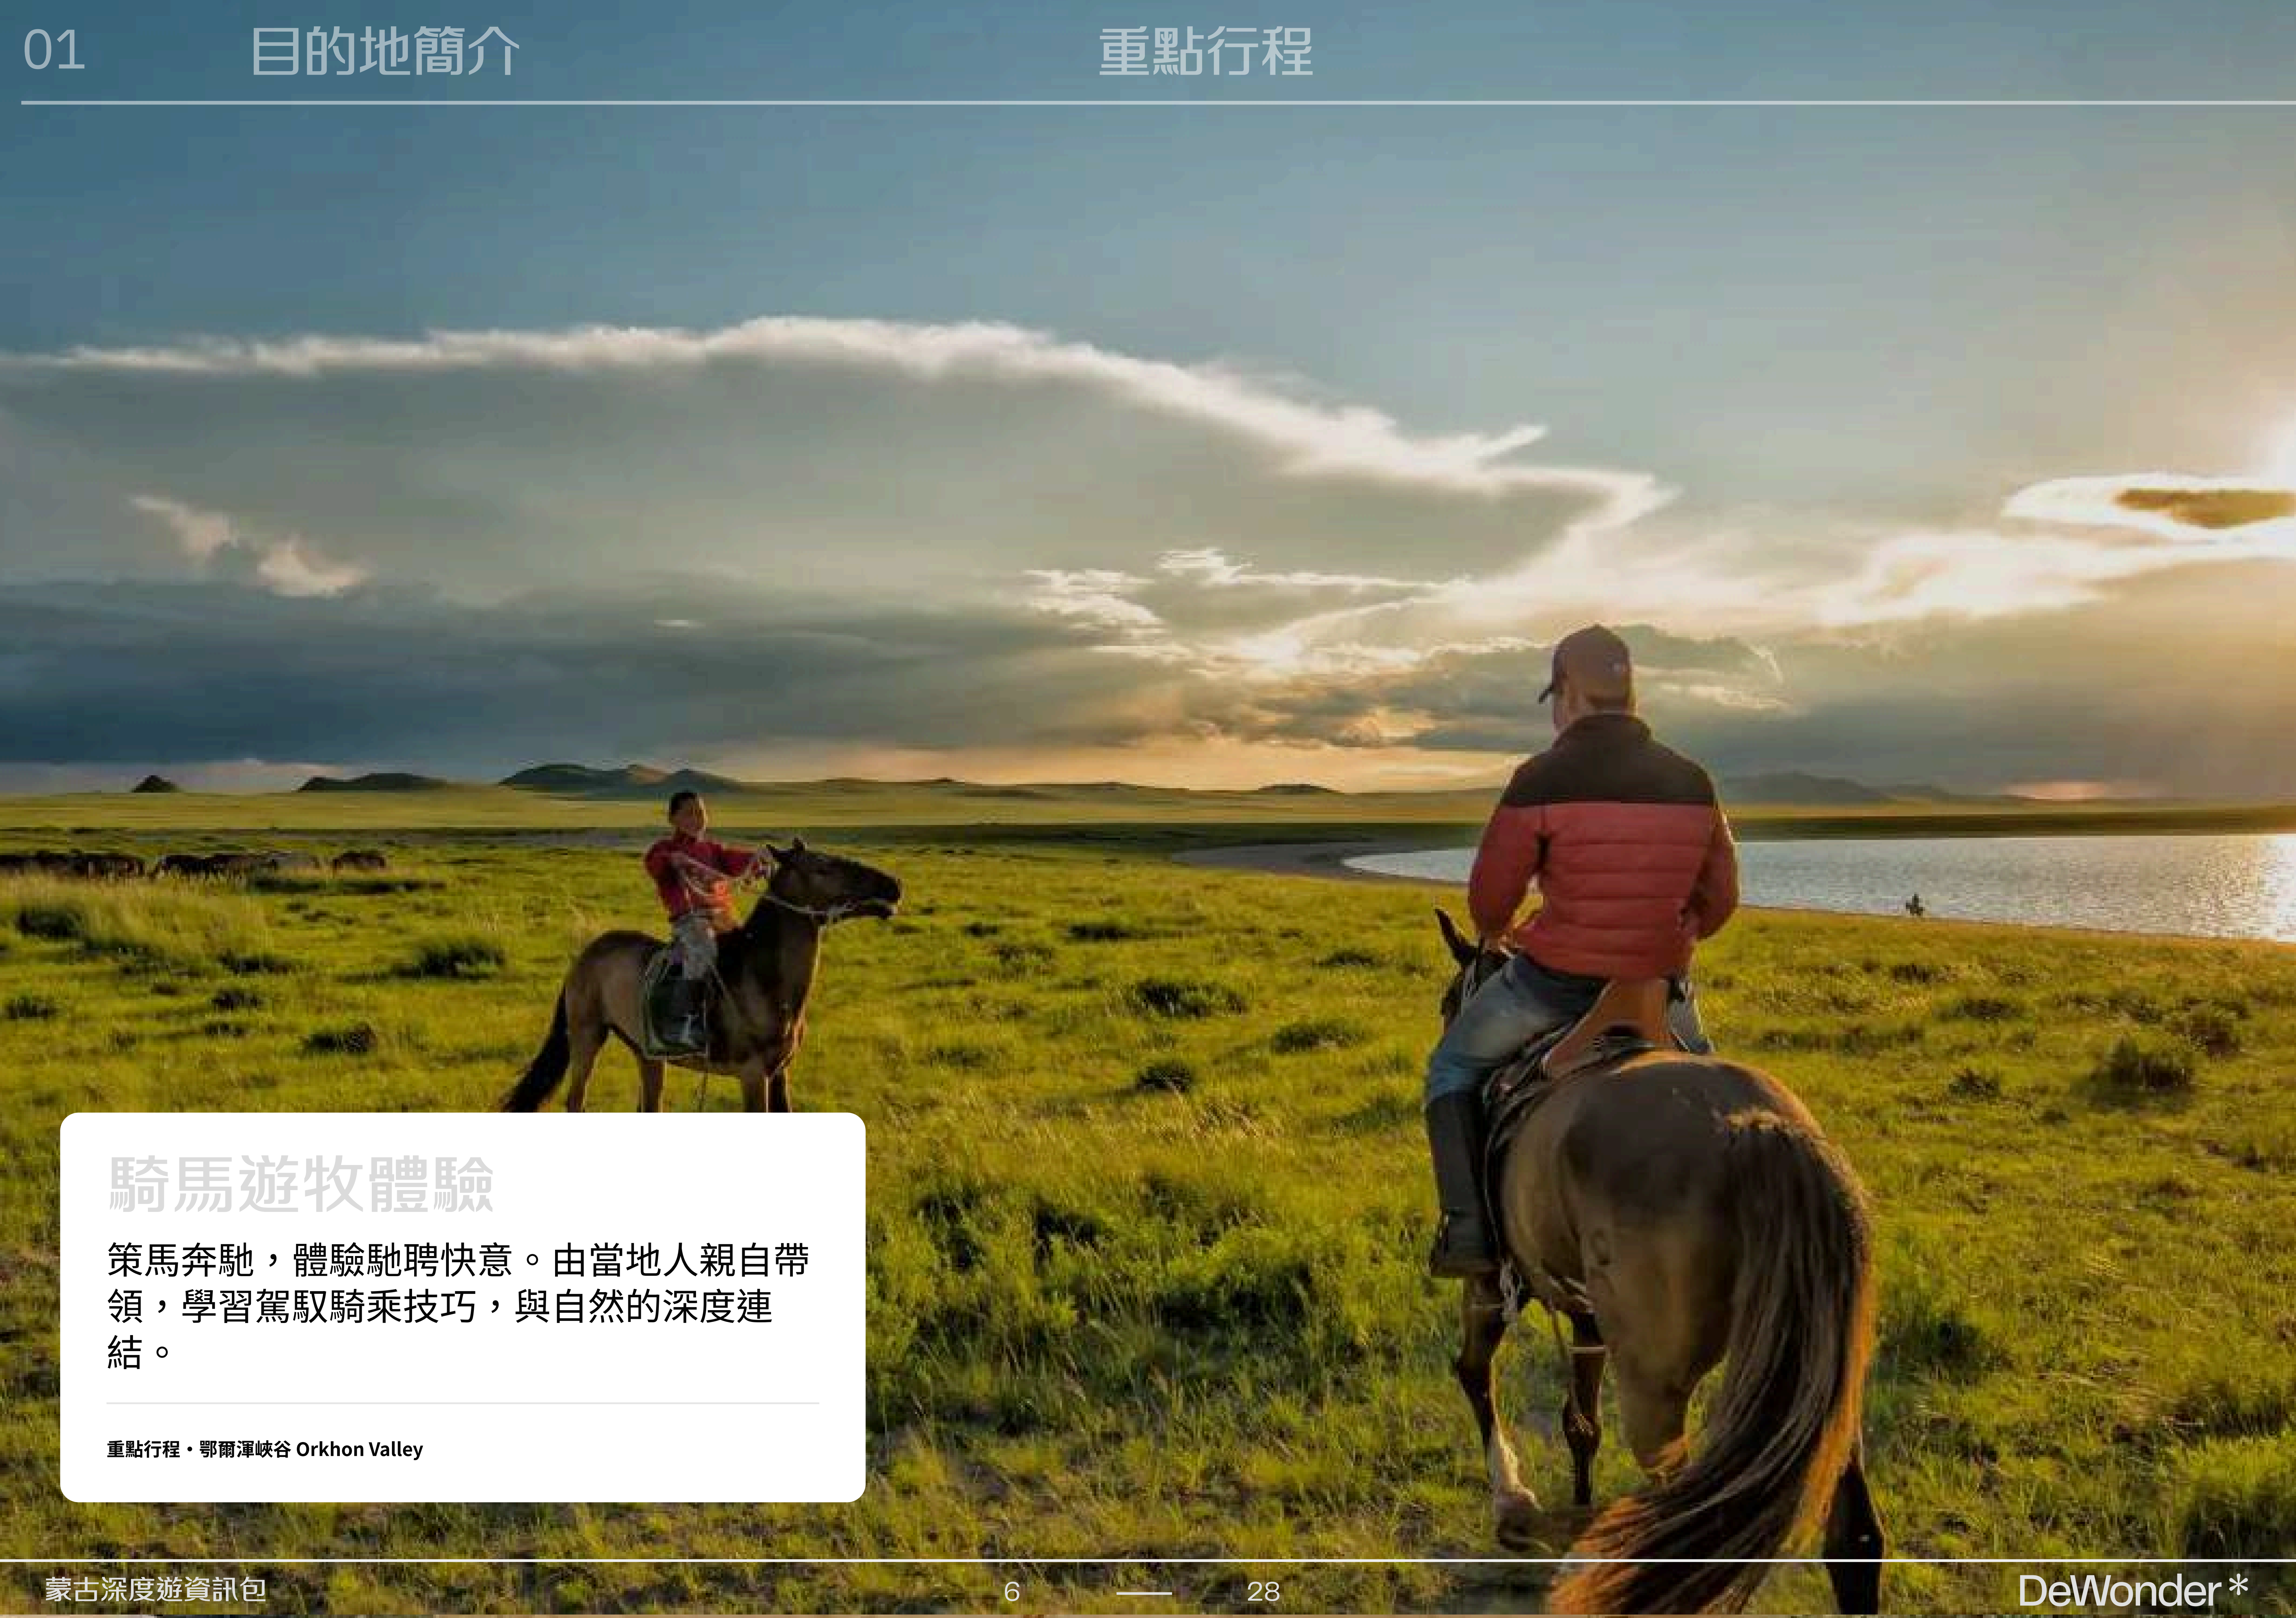 01 目的地簡介 重點行程
騎馬遊牧體驗
策馬奔馳，體驗馳聘快意。由當地人親自帶
領，學習駕馭騎乘技巧，與自然的深度連
結。
重點行程・鄂爾渾峽谷 Orkhon Valley
蒙古深度遊資訊包 6 — 28 DeWonder*